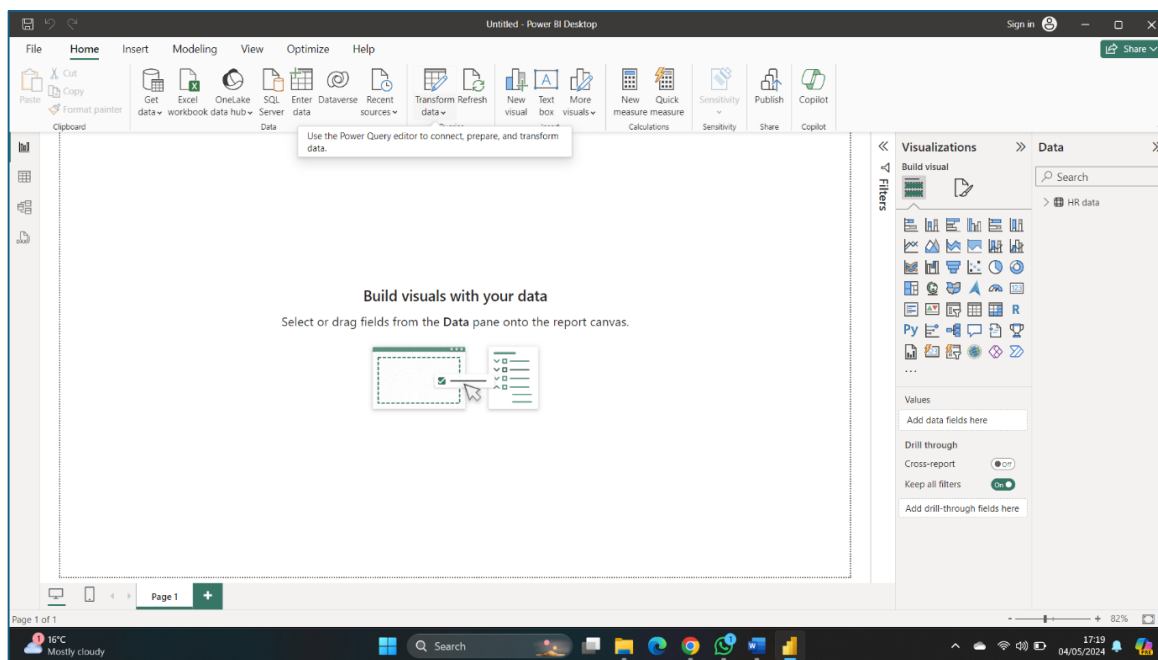 Untitled - Power BI Desktop
Sign in
File Home Insert Modeling View Optimize Help
Share
Paste
Cut
Copy
Format painter
Clipboard
Get data
Excel workbook
OneLake data hub
SQL Server
Enter data
Dataverse
Recent sources
Data
Transform data
Refresh
New visual
Text box
More visuals
New measure
Quick measure
Calculations
Sensitivity
Sensitivity
Publish
Share
Copilot
Copilot
Use the Power Query editor to connect, prepare, and transform
data.
Build visuals with your data
Select or drag fields from the Data pane onto the report canvas.
Filters
Visualizations
Build visual
123
R
Py
...
Values
Add data fields here
Drill through
Cross-report
Off
Keep all filters
On
Add drill-through fields here
Data
Search
HR data
Page 1
Page 1 of 1
82%
1
16°C
Mostly cloudy
Search
1
17:19
04/05/2024